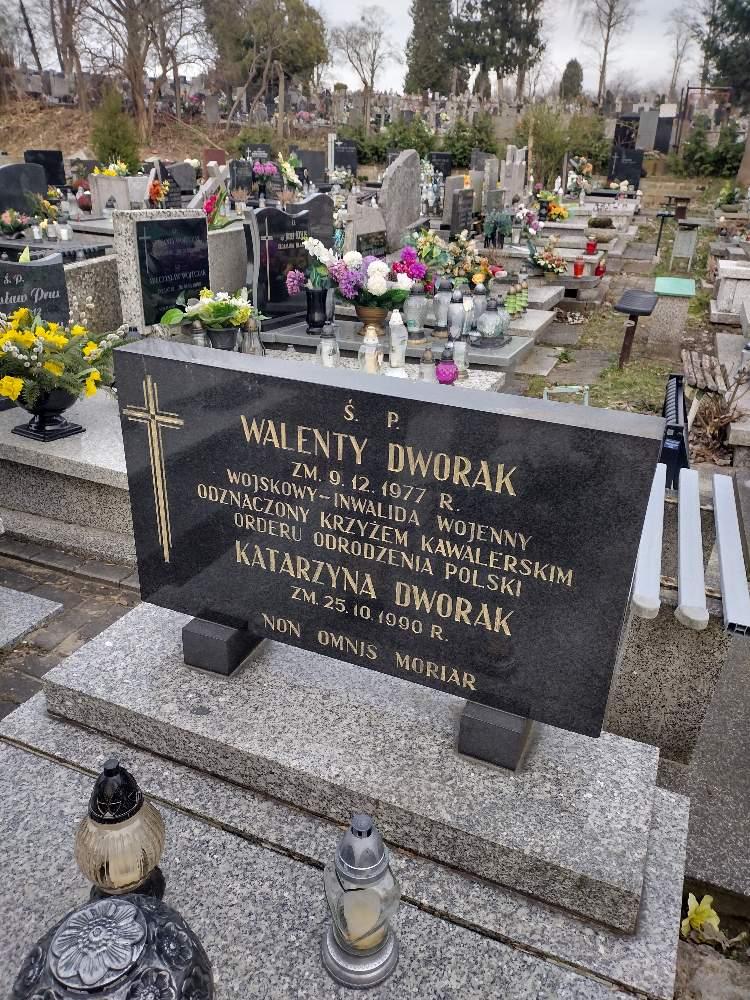 Ś. P.
WALENTY DWORAK
ZM. 9.12.1977 R.
WOJSKOWY-INWALIDA WOJENNY
ODZNACZONY KRZYŻEM KAWALERSKIM
ORDERU ODRODZENIA POLSKI
KATARZYNA DWORAK
ZM. 25.10.1990 R.
NON OMNIS MORIAR
Ś.P.